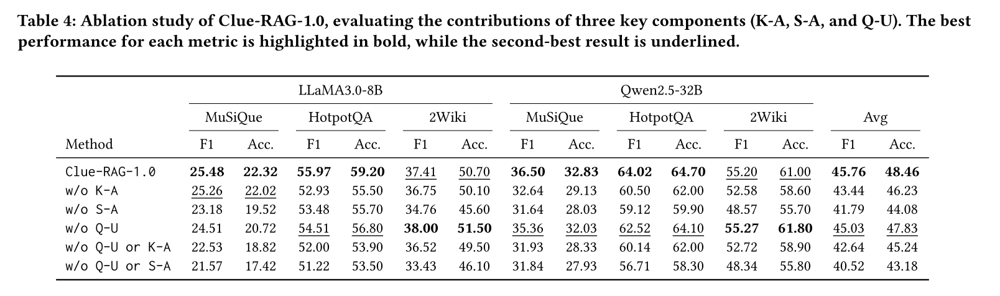 Table 4: Ablation study of Clue-RAG-1.0, evaluating the contributions of three key components (K-A, S-A, and Q-U). The best
performance for each metric is highlighted in bold, while the second-best result is underlined.
LLaMA3.0-8B Qwen2.5-32B
MuSiQue HotpotQA 2Wiki MuSiQue HotpotQA 2Wiki Avg
Method F1 Acc. F1 Acc. F1 Acc. F1 Acc. F1 Acc. F1 Acc. F1 Acc.
Clue-RAG-1.0 25.48 22.32 55.97 59.20 37.41 50.70 36.50 32.83 64.02 64.70 55.20 61.00 45.76 48.46
w/o K-A 25.26 22.02 52.93 55.50 36.75 50.10 32.64 29.13 60.50 62.00 52.58 58.60 43.44 46.23
w/o S-A 23.18 19.52 53.48 55.70 34.76 45.60 31.64 28.03 59.12 59.90 48.57 55.70 41.79 44.08
w/o Q-U 24.51 20.72 54.51 56.80 38.00 51.50 35.36 32.03 62.52 64.10 55.27 61.80 45.03 47.83
w/o Q-U or K-A 22.53 18.82 52.00 53.90 36.52 49.50 31.93 28.33 60.14 62.00 52.72 58.90 42.64 45.24
w/o Q-U or S-A 21.57 17.42 51.22 53.50 33.43 46.10 31.84 27.93 56.71 58.30 48.34 55.80 40.52 43.18